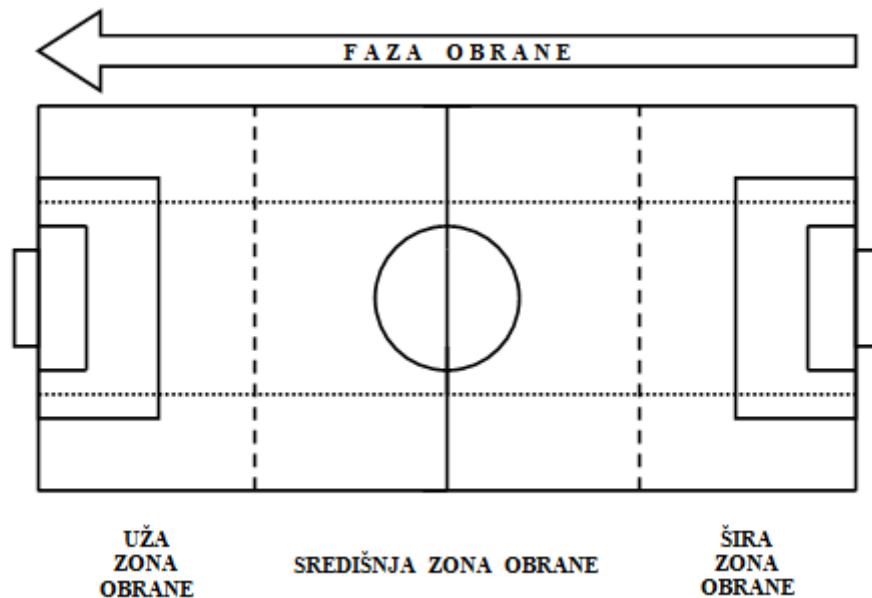 FAZA OBRANE
UŽA
ZONA
OBRANE
SREDIŠNJA ZONA OBRANE
ŠIRA
ZONA
OBRANE